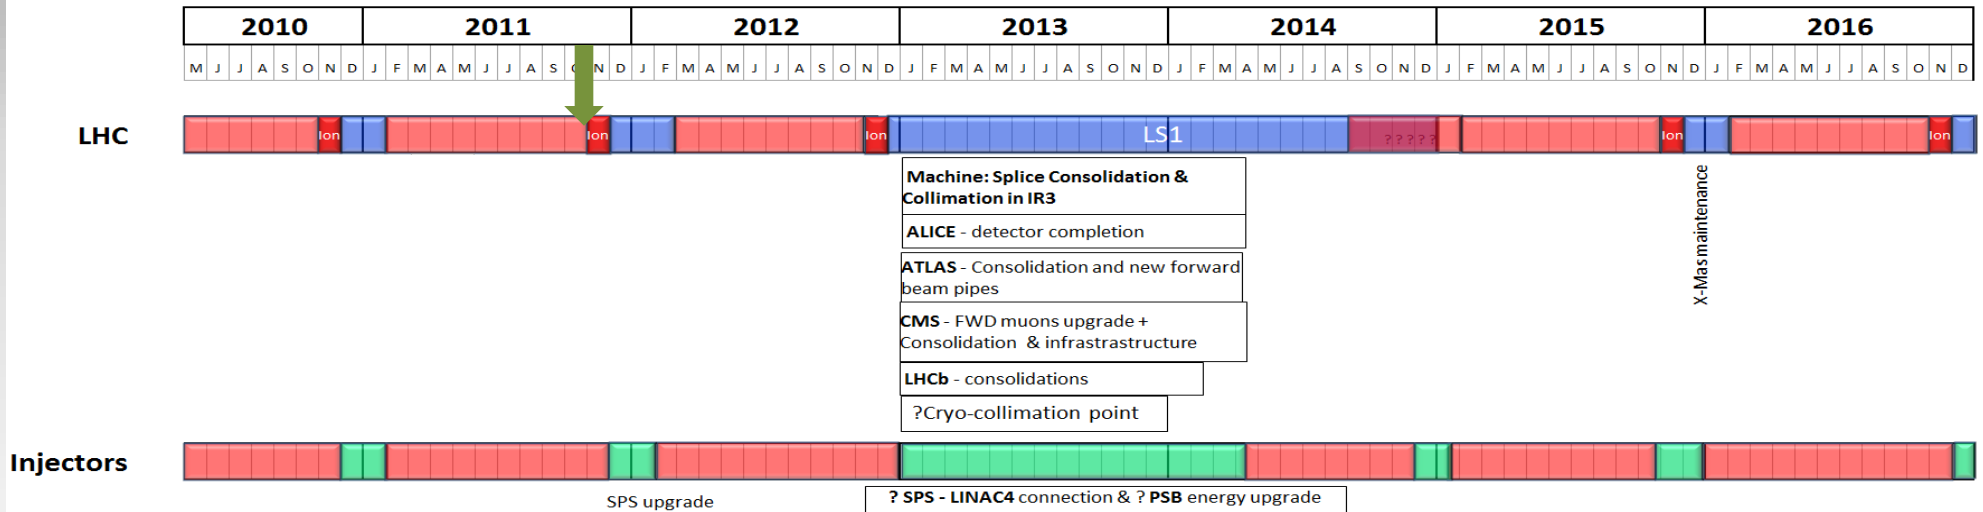 2010 2011 2012 2013 2014 2015 2016
M J J A S O N D J F M A M J J A S O N D J F M A M J J A S O N D J F M A M J J A S O N D J F M A M J J A S O N D J F M A M J J A S O N D J F M A M J J A S O N D
LHC Ion Ion Ion LS1 ? ? ? ? ? Ion Ion
Machine: Splice Consolidation &
Collimation in IR3
ALICE - detector completion
ATLAS - Consolidation and new forward
beam pipes
CMS - FWD muons upgrade +
Consolidation & infrastrastructure
LHCb - consolidations
?Cryo-collimation point
X-Mas maintenance
Injectors
SPS upgrade
? SPS - LINAC4 connection & ? PSB energy upgrade